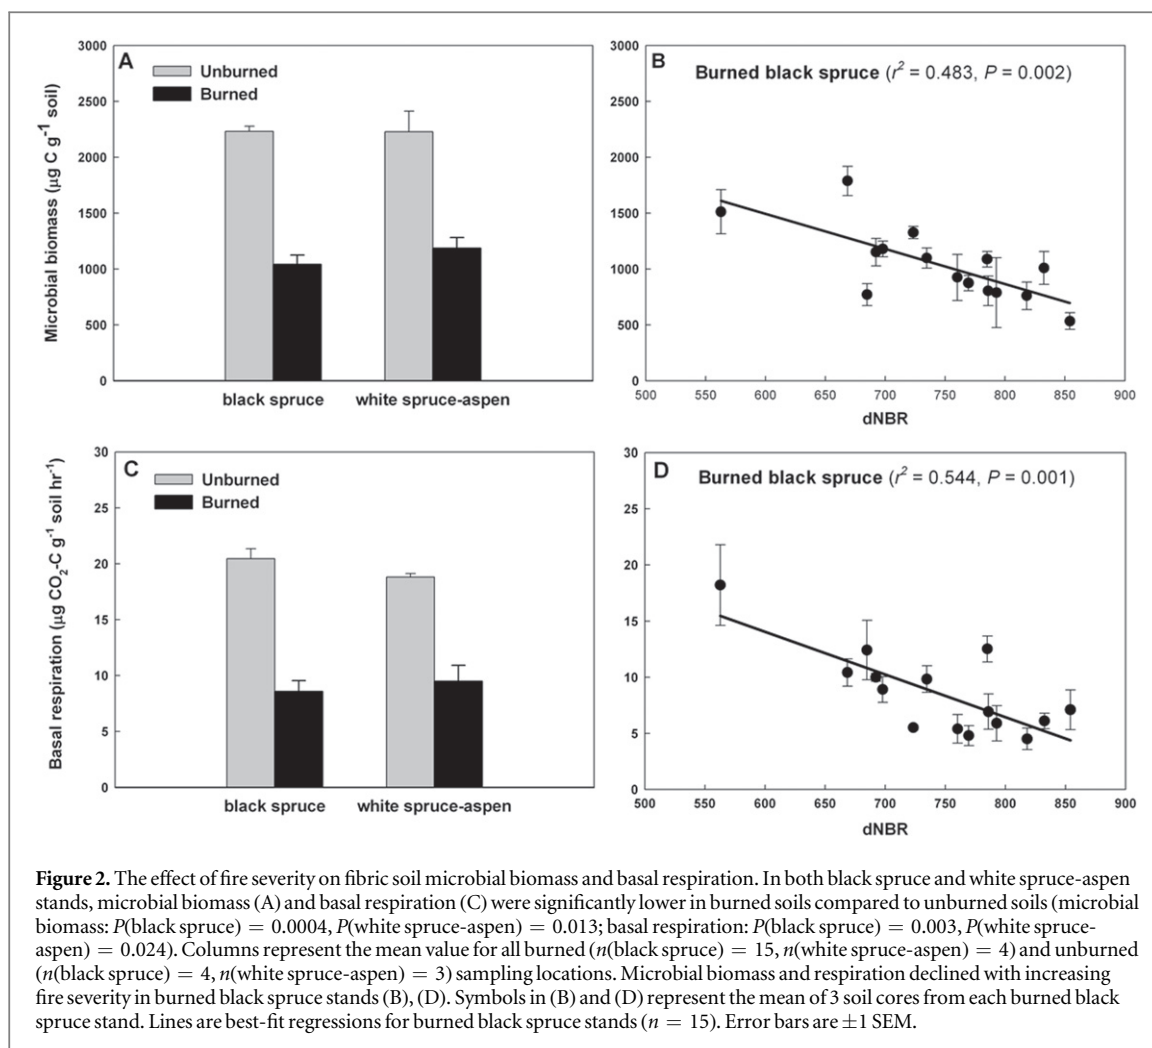 A
Unburned
Burned
3000
2500
2000
1500
1000
500
0
Microbial biomass (µg C g-1 soil)
black spruce
white spruce-aspen
B
Burned black spruce (r2 = 0.483, P = 0.002)
3000
2500
2000
1500
1000
500
0
500 550 600 650 700 750 800 850 900
dNBR
C
Unburned
Burned
30
25
20
15
10
5
0
Basal respiration (µg CO2-C g-1 soil hr-1)
black spruce
white spruce-aspen
D
Burned black spruce (r2 = 0.544, P = 0.001)
30
25
20
15
10
5
0
500 550 600 650 700 750 800 850 900
dNBR
Figure 2. The effect of fire severity on fibric soil microbial biomass and basal respiration. In both black spruce and white spruce-aspen
stands, microbial biomass (A) and basal respiration (C) were significantly lower in burned soils compared to unburned soils (microbial
biomass: P(black spruce) = 0.0004, P(white spruce-aspen) = 0.013; basal respiration: P(black spruce) = 0.003, P(white spruce-
aspen) = 0.024). Columns represent the mean value for all burned (n(black spruce) = 15, n(white spruce-aspen) = 4) and unburned
(n(black spruce) = 4, n(white spruce-aspen) = 3) sampling locations. Microbial biomass and respiration declined with increasing
fire severity in burned black spruce stands (B), (D). Symbols in (B) and (D) represent the mean of 3 soil cores from each burned black
spruce stand. Lines are best-fit regressions for burned black spruce stands (n = 15). Error bars are ±1 SEM.